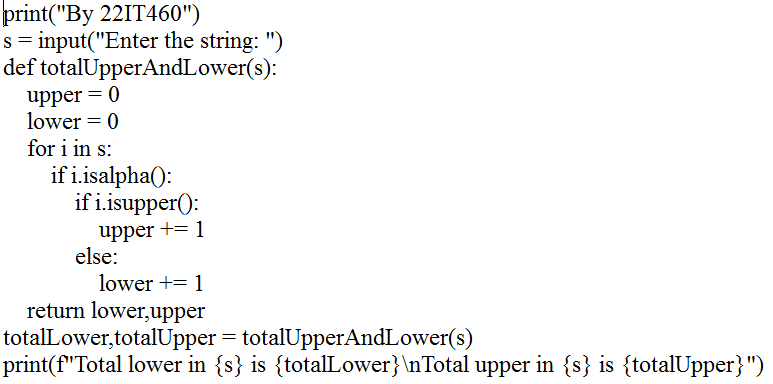 print("By 22IT460")
s = input("Enter the string: ")
def totalUpperAndLower(s):
    upper = 0
    lower = 0
    for i in s:
        if i.isalpha():
            if i.isupper():
                upper += 1
            else:
                lower += 1
    return lower,upper
totalLower,totalUpper = totalUpperAndLower(s)
print(f"Total lower in {s} is {totalLower}\nTotal upper in {s} is {totalUpper}")